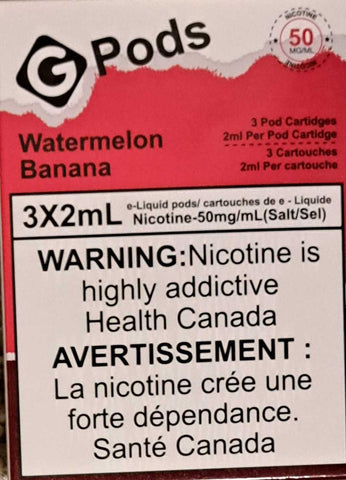 G Pods
NICOTINE
50
MG/ML
NICOTINE
Watermelon
Banana
3 Pod Cartidges
2ml Per Pod Cartidge
3 Cartouches
2ml Per cartouche
3X2mL
e-Liquid pods/ cartouches de e - Liquide
Nicotine-50mg/mL(Salt/Sel)
WARNING:Nicotine is
highly addictive
Health Canada
AVERTISSEMENT :
La nicotine crée une
forte dépendance.
Santé Canada